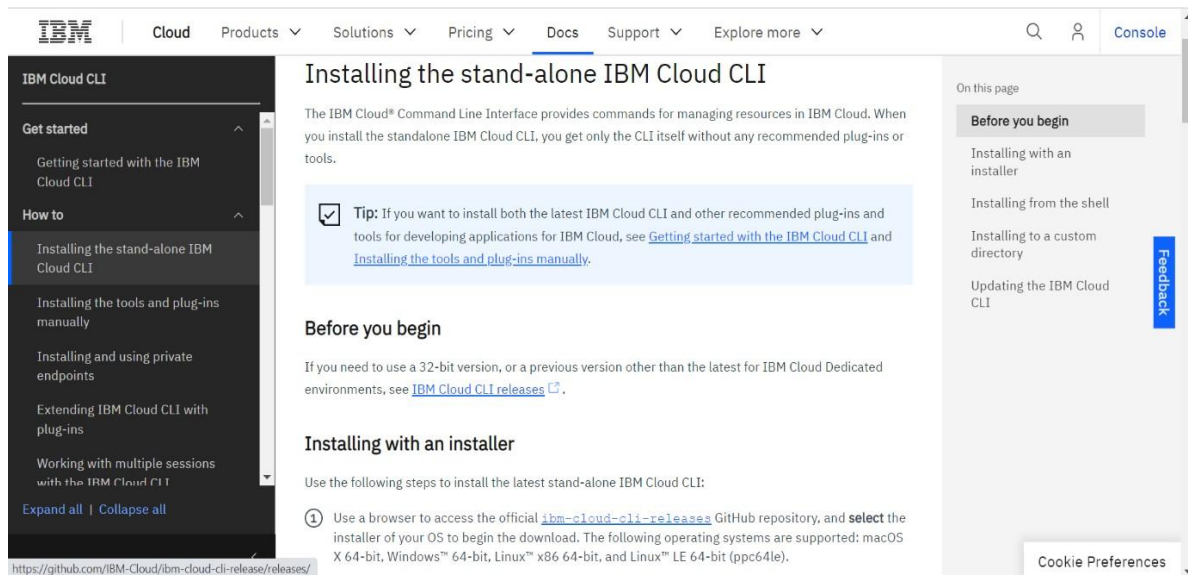 IBM Cloud Products Solutions Pricing Docs Support Explore more Console
IBM Cloud CLI
Get started
Getting started with the IBM
Cloud CLI
How to
Installing the stand-alone IBM
Cloud CLI
Installing the tools and plug-ins
manually
Installing and using private
endpoints
Extending IBM Cloud CLI with
plug-ins
Working with multiple sessions
with the IBM Cloud CLI
Expand all | Collapse all
https://github.com/IBM-Cloud/ibm-cloud-cli-release/releases/
Installing the stand-alone IBM Cloud CLI
The IBM Cloud® Command Line Interface provides commands for managing resources in IBM Cloud. When
you install the standalone IBM Cloud CLI, you get only the CLI itself without any recommended plug-ins or
tools.
Tip: If you want to install both the latest IBM Cloud CLI and other recommended plug-ins and
tools for developing applications for IBM Cloud, see Getting started with the IBM Cloud CLI and
Installing the tools and plug-ins manually.
Before you begin
If you need to use a 32-bit version, or a previous version other than the latest for IBM Cloud Dedicated
environments, see IBM Cloud CLI releases .
Installing with an installer
Use the following steps to install the latest stand-alone IBM Cloud CLI:
1 Use a browser to access the official ibm-cloud-cli-releases GitHub repository, and select the
installer of your OS to begin the download. The following operating systems are supported: macOS
X 64-bit, Windows™ 64-bit, Linux™ x86 64-bit, and Linux™ LE 64-bit (ppc64le).
On this page
Before you begin
Installing with an
installer
Installing from the shell
Installing to a custom
directory
Updating the IBM Cloud
CLI
Feedback
Cookie Preferences